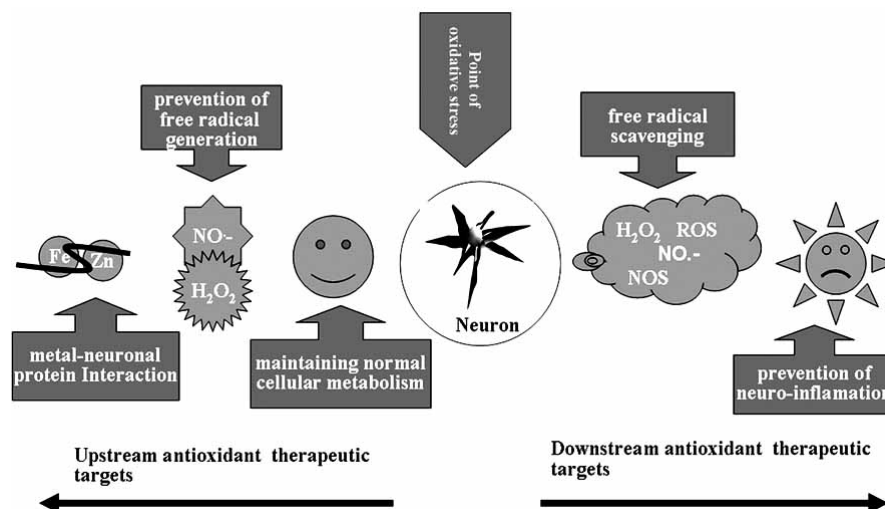 Point of
oxidative stress
prevention of
free radical
generation
free radical
scavenging
NO·-
H₂O₂
Fe
Zn
H₂O₂ ROS
NO.-
NOS
Neuron
metal-neuronal
protein Interaction
maintaining normal
cellular metabolism
prevention of
neuro-inflamation
Upstream antioxidant therapeutic
targets
Downstream antioxidant therapeutic
targets